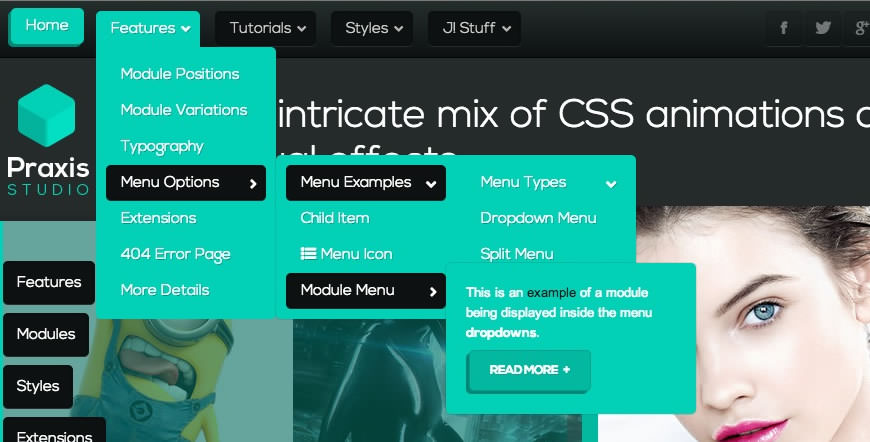 Home
Features
Tutorials
Styles
J! Stuff
f
g+
intricate mix of CSS animations
Praxis
STUDIO
Module Positions
Module Variations
Typography
Menu Options
Extensions
404 Error Page
More Details
Menu Examples
Child Item
Menu Icon
Module Menu
Menu Types
Dropdown Menu
Split Menu
This is an example of a module
being displayed inside the menu
dropdowns.
READ MORE +
Features
Modules
Styles
Extensions